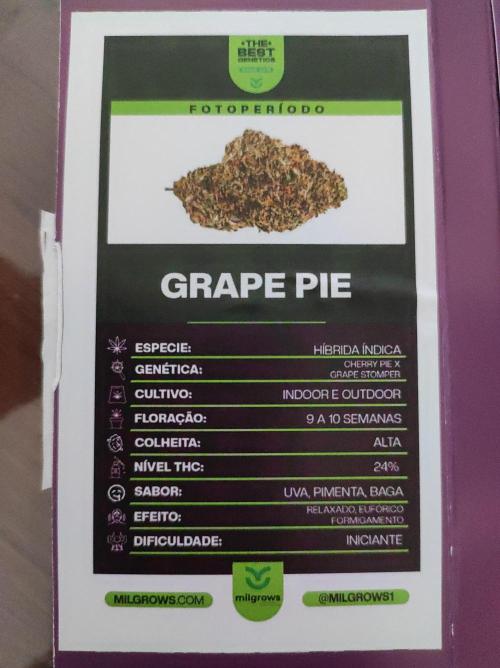 •THE•
BEST
GENETICS
FOTOPERÍODO
GRAPE PIE
ESPECIE: HÍBRIDA ÍNDICA
GENÉTICA: CHERRY PIE X
GRAPE STOMPER
CULTIVO: INDOOR E OUTDOOR
FLORAÇÃO: 9 A 10 SEMANAS
COLHEITA: ALTA
NÍVEL THC: 24%
SABOR: UVA, PIMENTA, BAGA
EFEITO: RELAXADO, EUFÓRICO
FORMIGAMENTO
DIFICULDADE: INICIANTE
MILGROWS.COM
milgrows
@MILGROWS1